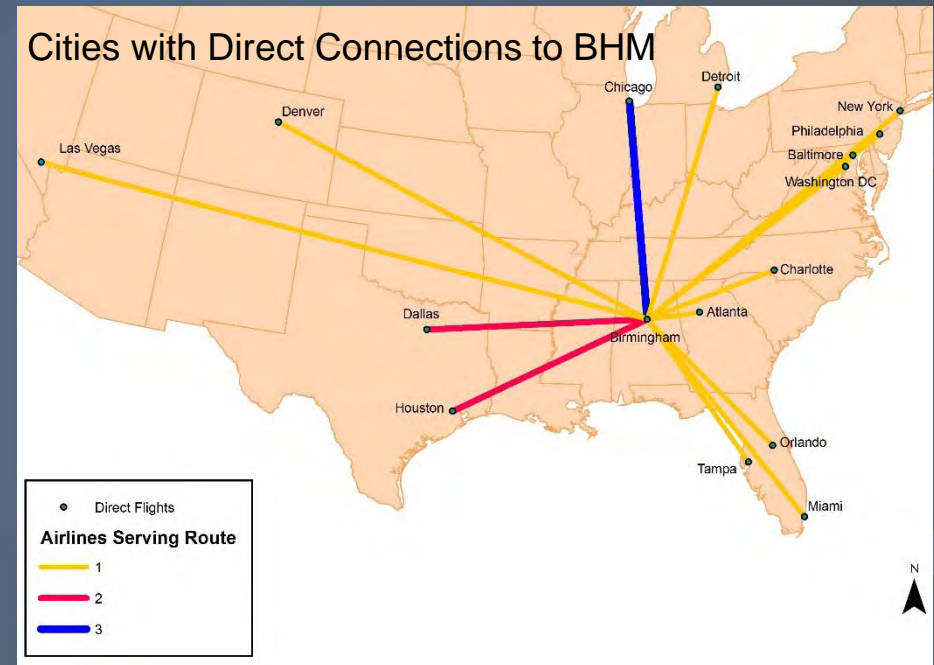 Cities with Direct Connections to BHM
Detroit
Chicago
New York
Denver
Philadelphia
Las Vegas
Baltimore
Washington DC
Charlotte
Dallas
Atlanta
Birmingham
Houston
Orlando
Tampa
Miami
Direct Flights
Airlines Serving Route
1
2
3
N